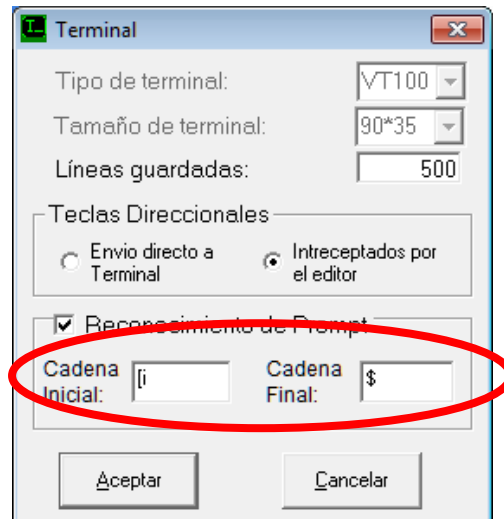 Terminal
Tipo de terminal: VT100
Tamaño de terminal: 90*35
Líneas guardadas: 500
Teclas Direccionales
Envio directo a Intreceptados por
Terminal el editor
Reconocimiento de Prompt
Cadena Cadena
Inicial: [i Final: $
Aceptar Cancelar